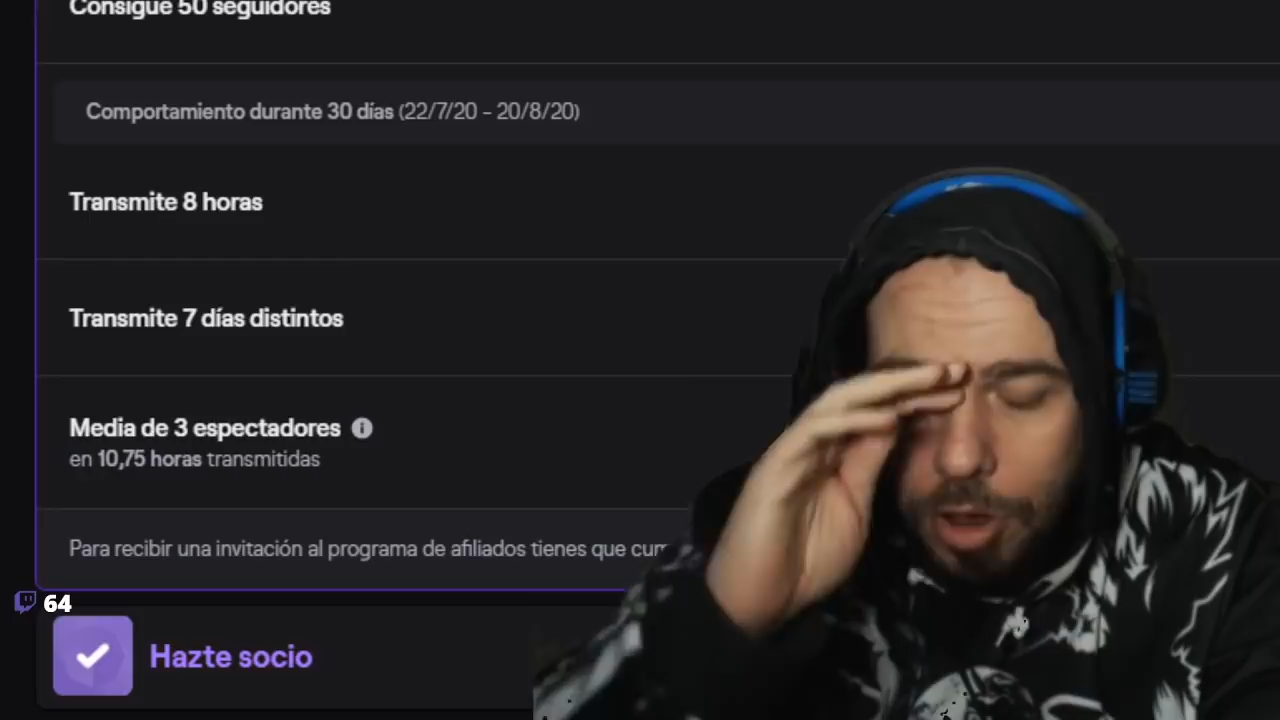 Consigue 50 seguidores
Comportamiento durante 30 días (22/7/20 - 20/8/20)
Transmite 8 horas
Transmite 7 días distintos
Media de 3 espectadores
en 10,75 horas transmitidas
Para recibir una invitación al programa de afiliados tienes que
64
Hazte socio